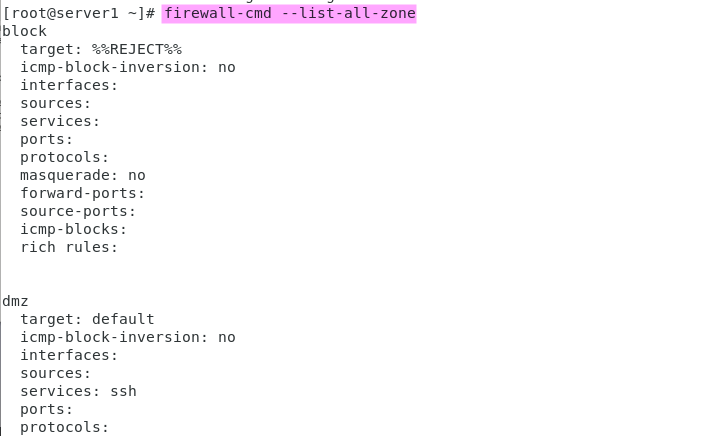 [root@server1 ~]# firewall-cmd --list-all-zone
block
  target: %%REJECT%%
  icmp-block-inversion: no
  interfaces:
  sources:
  services:
  ports:
  protocols:
  masquerade: no
  forward-ports:
  source-ports:
  icmp-blocks:
  rich rules:
dmz
  target: default
  icmp-block-inversion: no
  interfaces:
  sources:
  services: ssh
  ports:
  protocols: